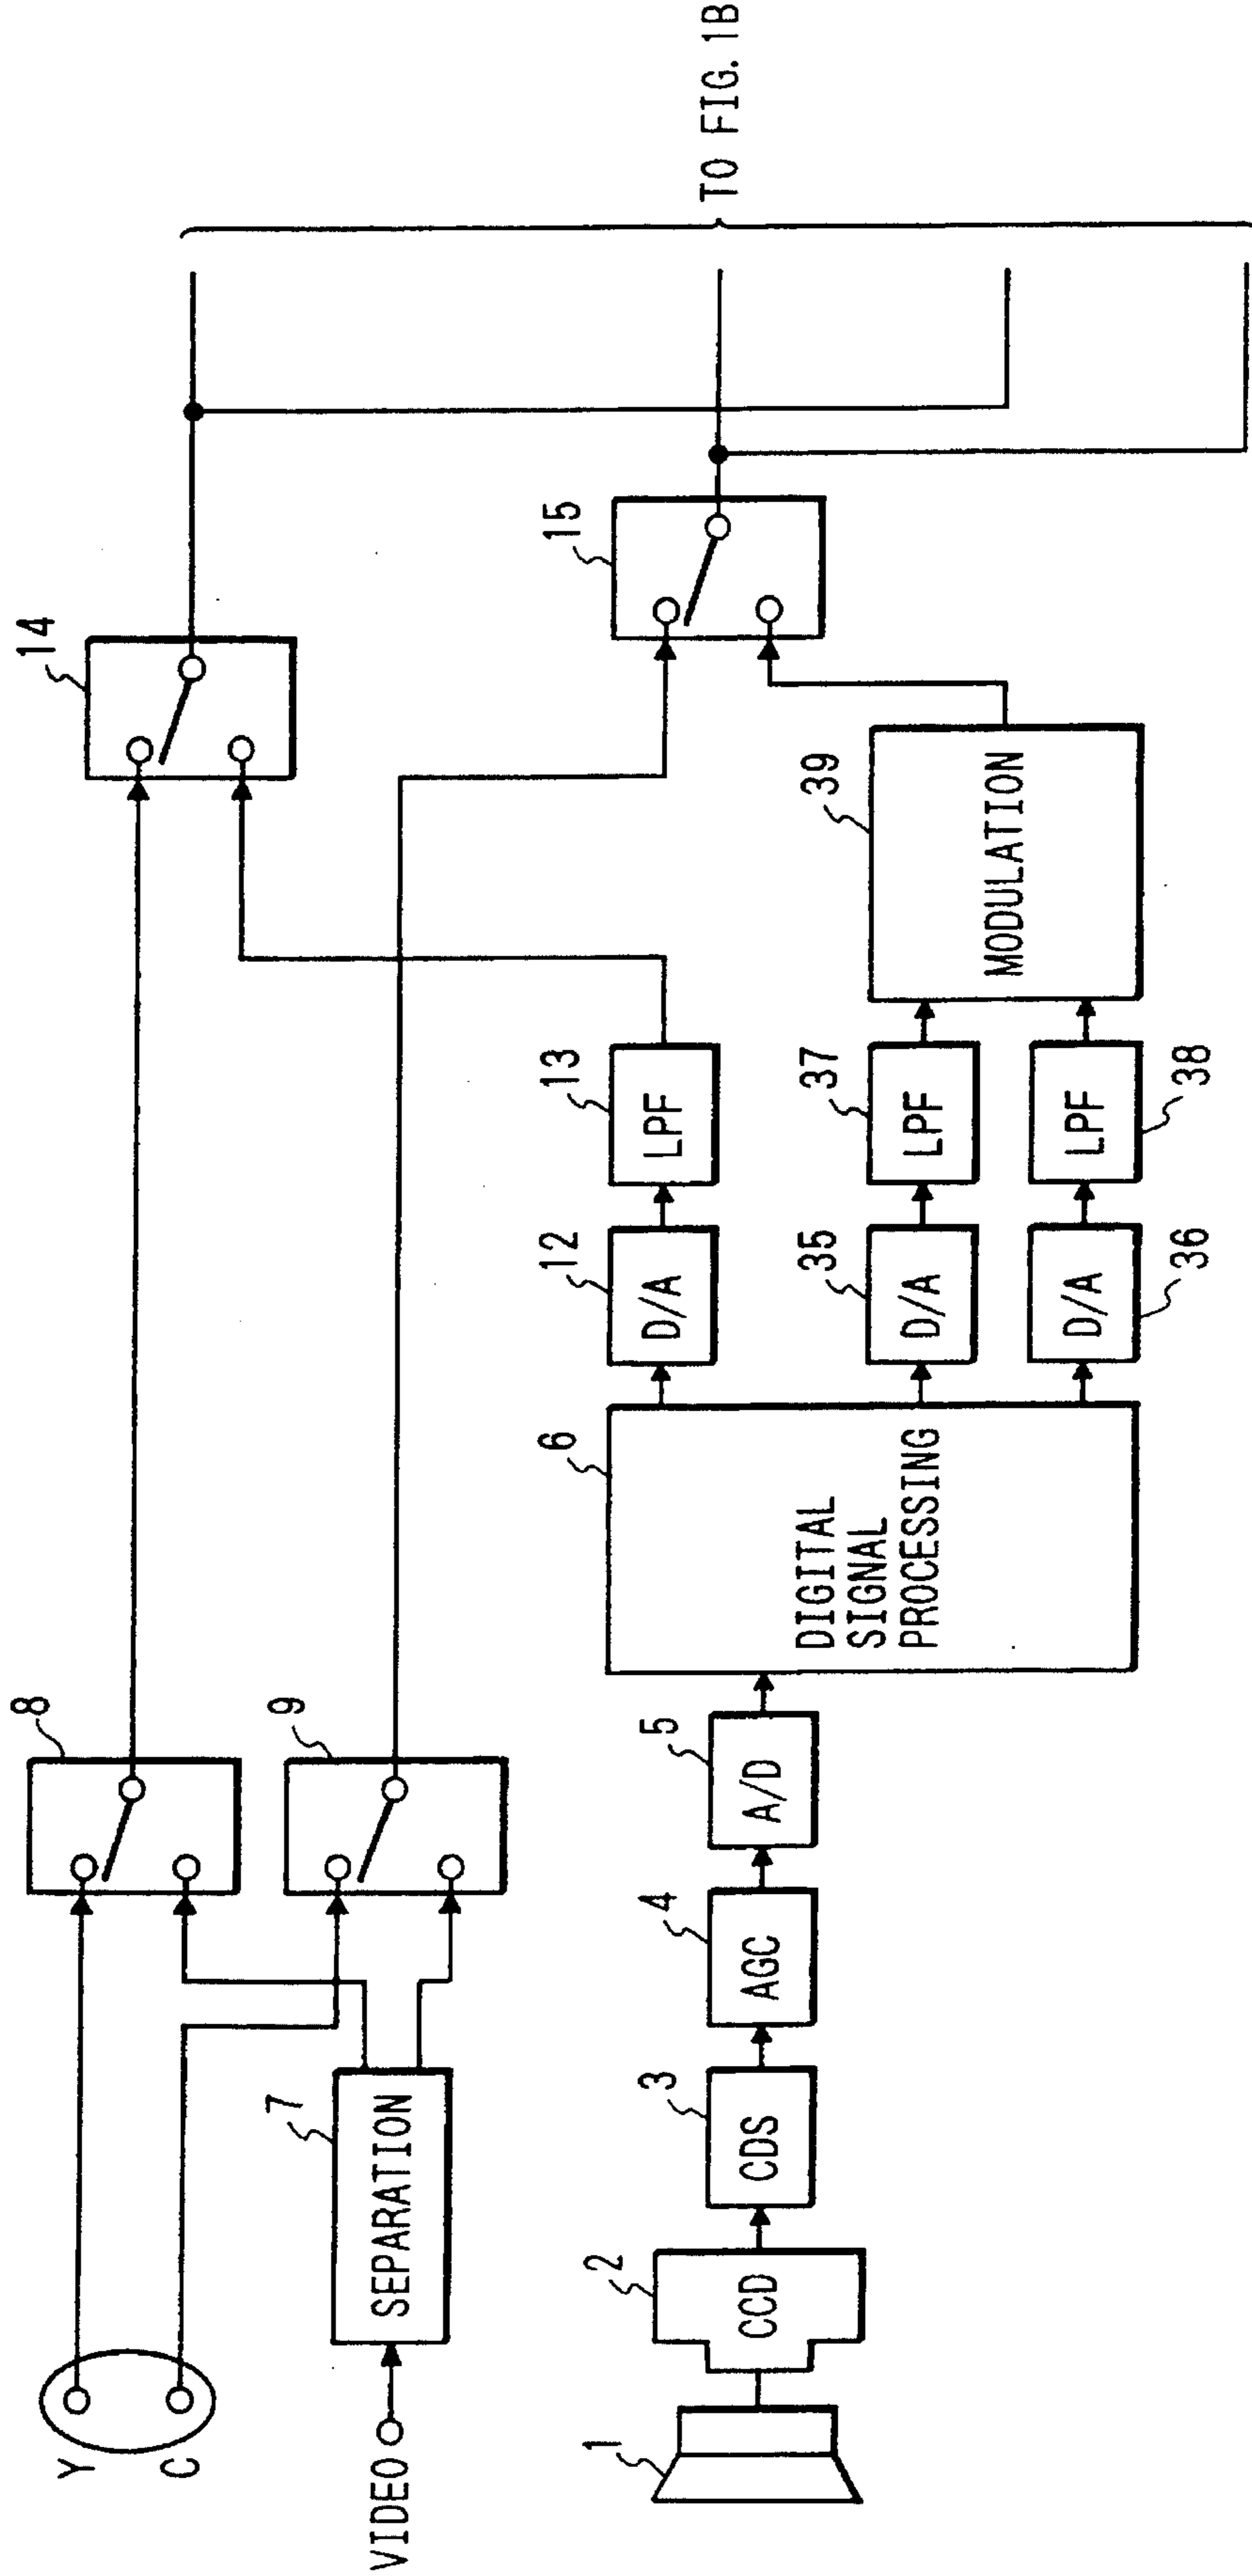 Y
C
VIDEO
SEPARATION
7
8
9
14
15
TO FIG. 1B
1
2
CCD
3
CDS
4
AGC
5
A/D
6
DIGITAL
SIGNAL
PROCESSING
12
D/A
13
LPF
35
D/A
37
LPF
36
D/A
38
LPF
39
MODULATION